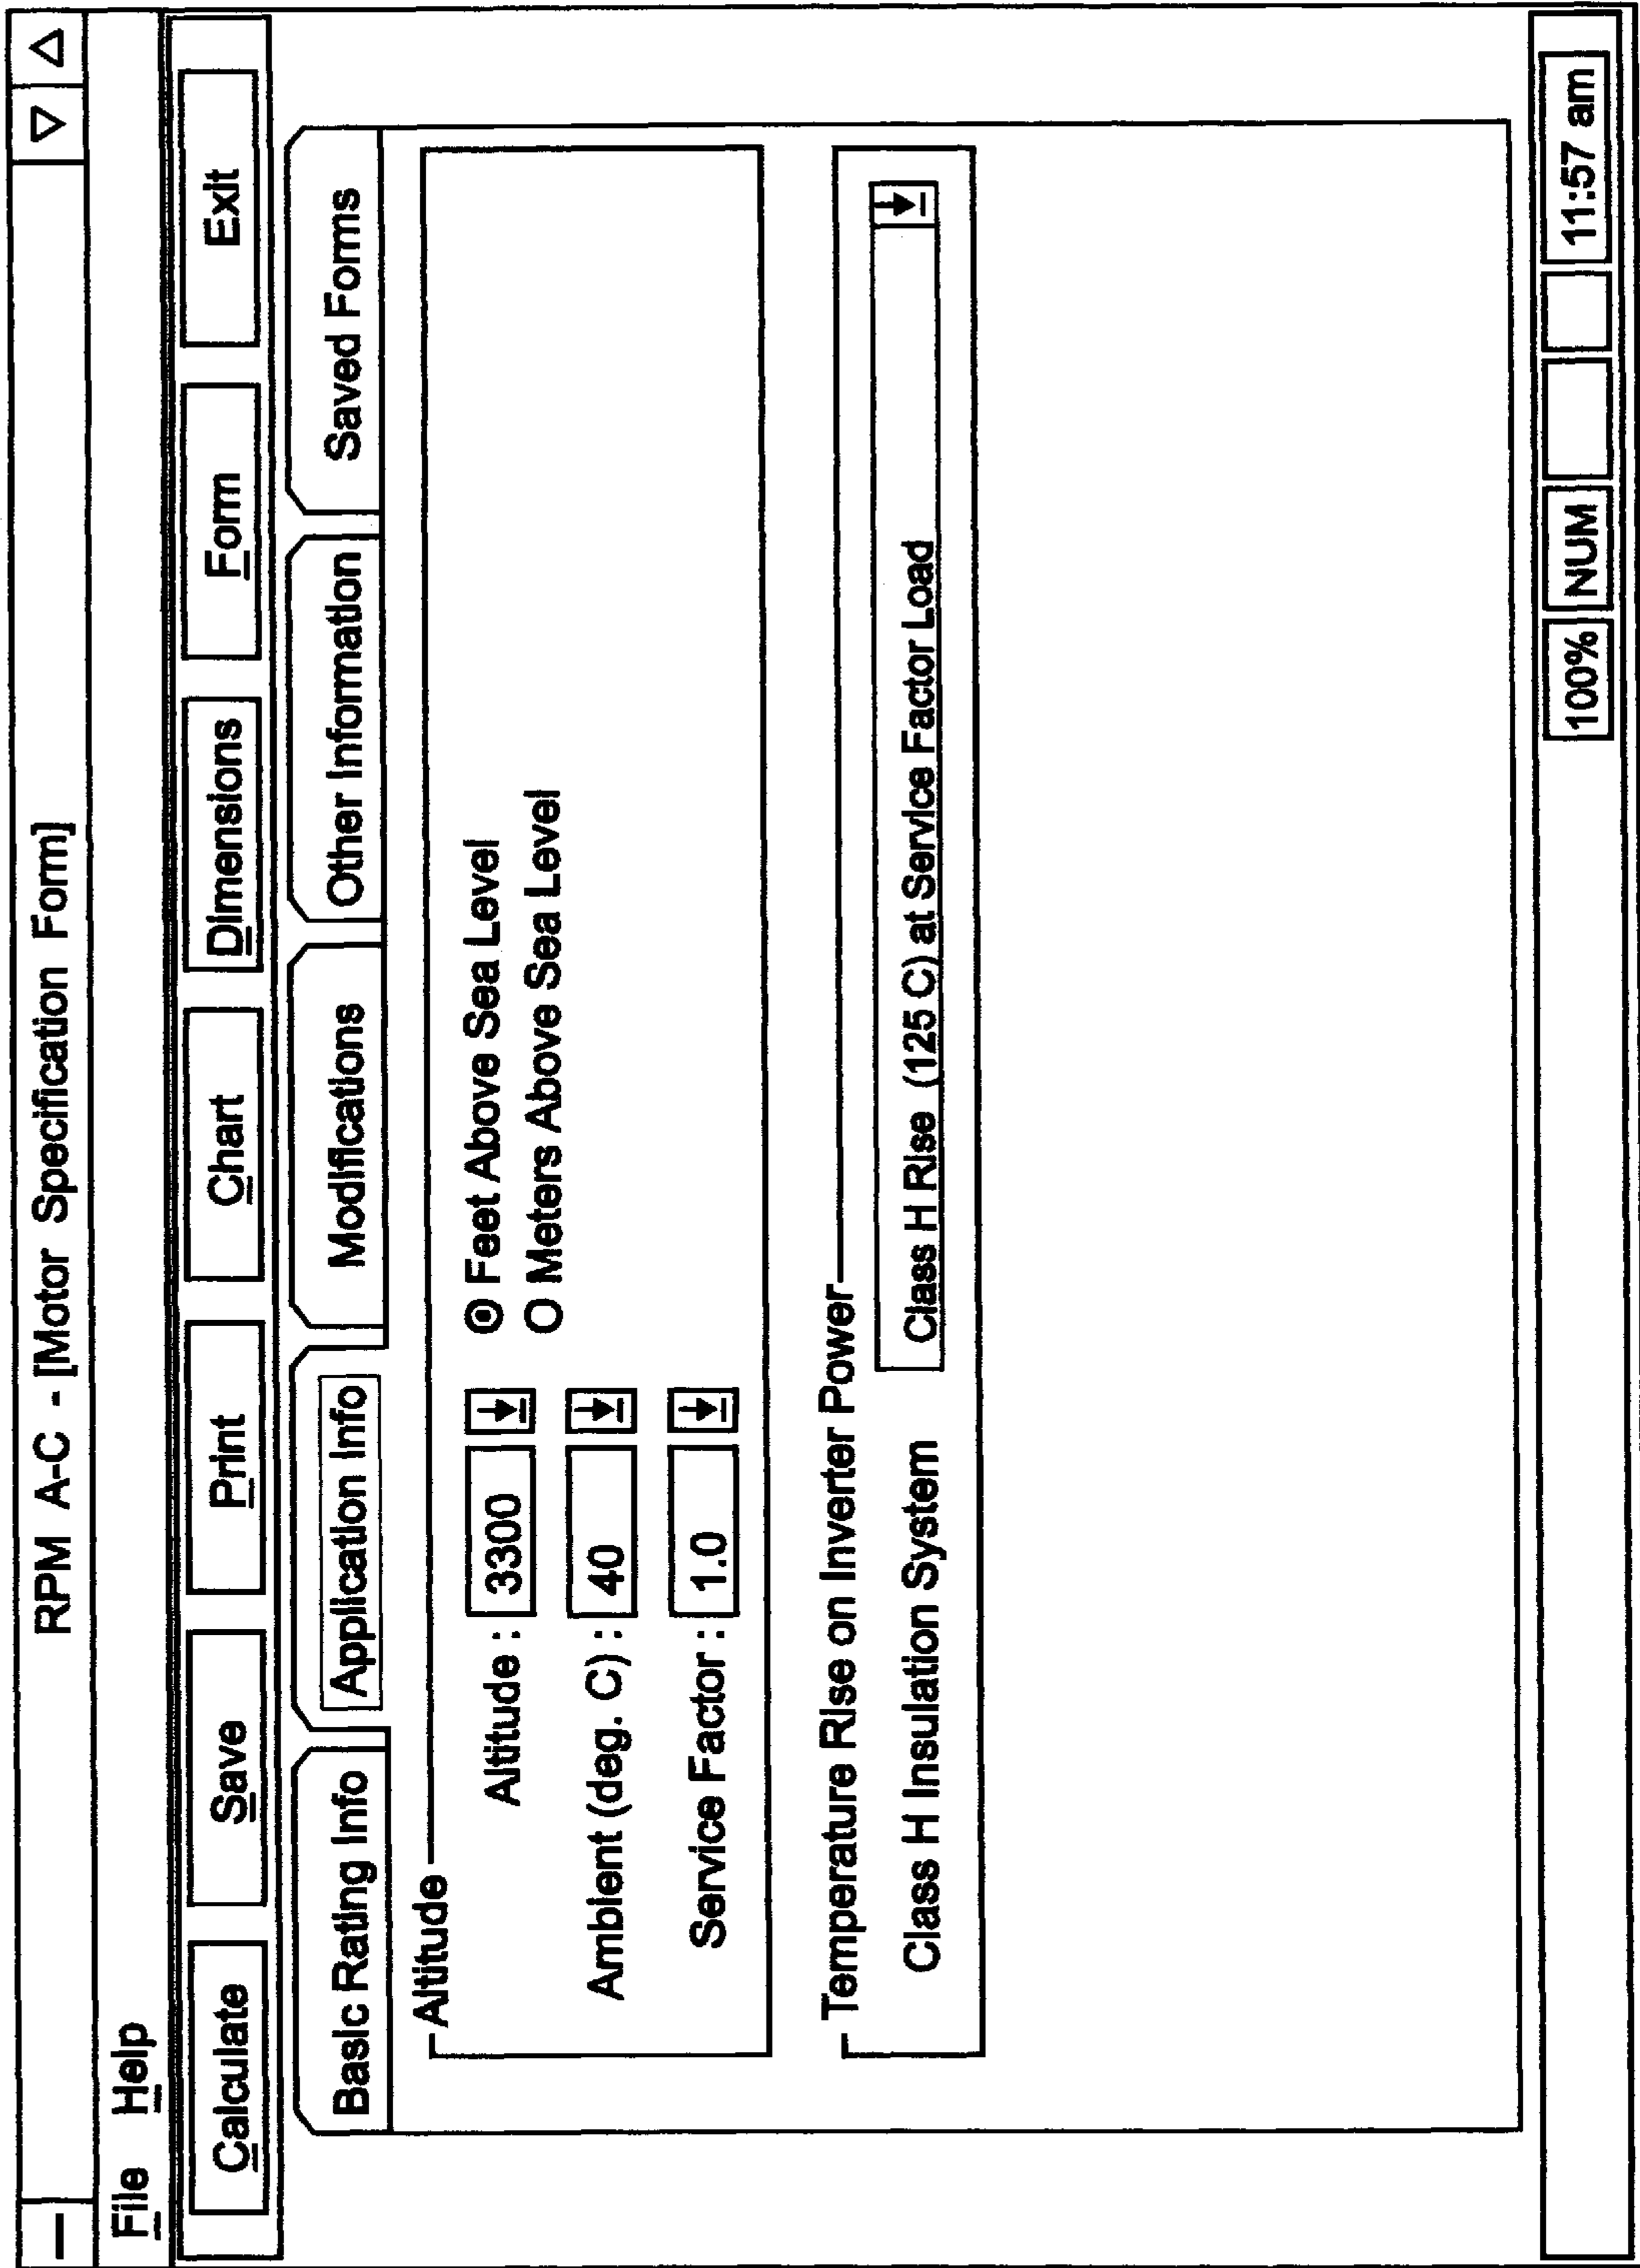 RPM A-C - [Motor Specification Form]
File Help
Calculate Save Print Chart Dimensions Form Exit
Basic Rating Info Application Info Modifications Other Information Saved Forms
Altitude
Altitude : 3300 Feet Above Sea Level
Meters Above Sea Level
Ambient (deg. C) : 40
Service Factor : 1.0
Temperature Rise on Inverter Power
Class H Insulation System Class H Rise (125 C) at Service Factor Load
100% NUM 11:57 am